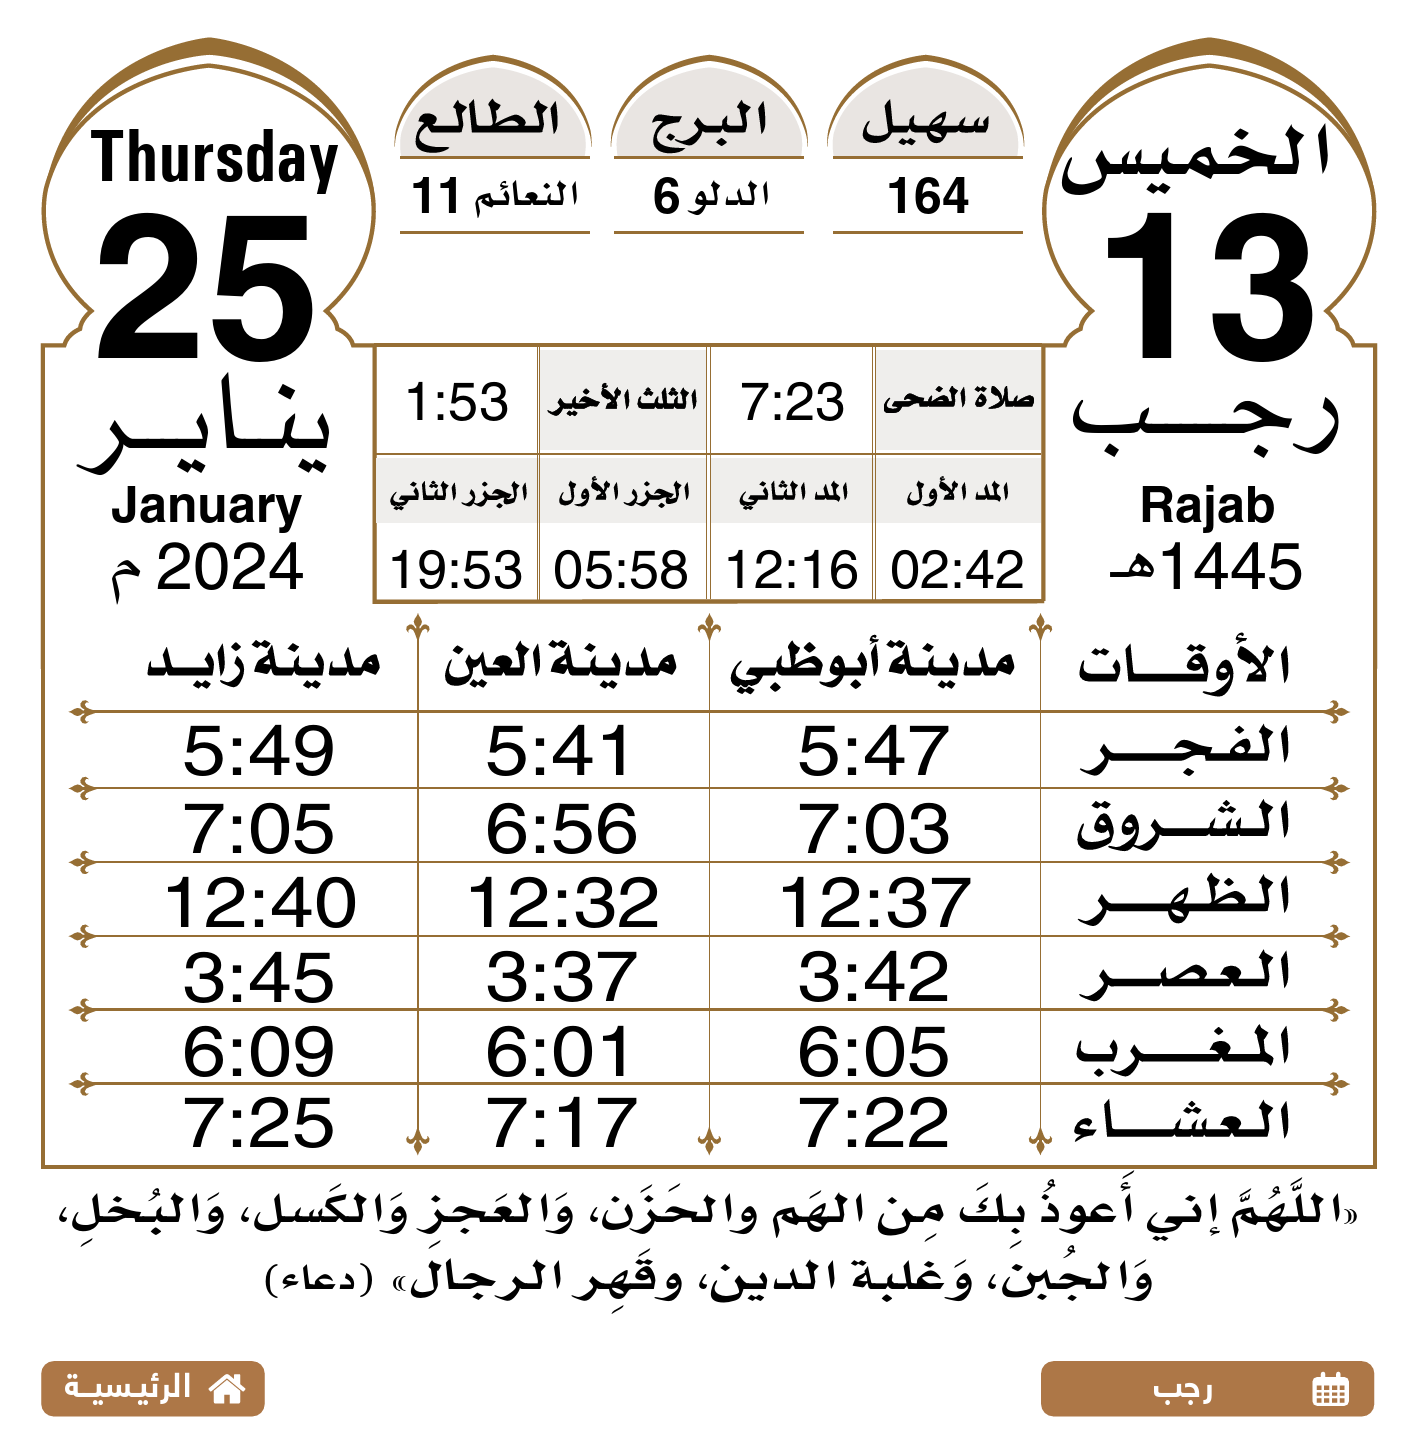 الخميس
13
رجب
Rajab
1445هـ
سهيل
164
البرج
الدلو 6
الطالع
النعائم 11
Thursday
25
يناير
January
2024 م
صلاة الضحى 7:23 الثلث الأخير 1:53
المد الأول المد الثاني الجزر الأول الجزر الثاني
02:42 12:16 05:58 19:53
الأوقات مدينة أبوظبي مدينة العين مدينة زايد
الفجر 5:47 5:41 5:49
الشروق 7:03 6:56 7:05
الظهر 12:37 12:32 12:40
العصر 3:42 3:37 3:45
المغرب 6:05 6:01 6:09
العشاء 7:22 7:17 7:25
«اللَّهُمَّ إني أَعوذُ بِكَ مِن الهَم والحَزَن، وَالعَجزِ وَالكَسل، وَالبُخلِ،
وَالجُبن، وَغلبة الدين، وقَهِر الرجال» (دعاء)
رجب
الرئيسية